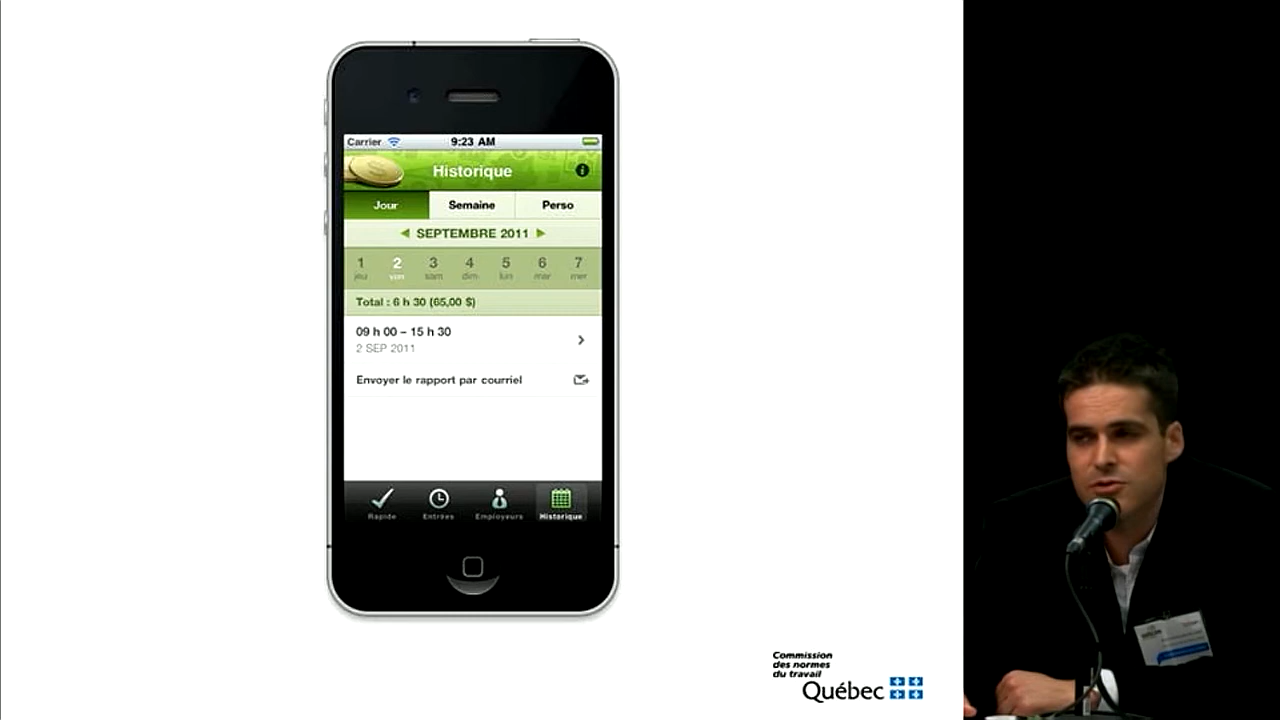 Carrier
9:23 AM
Historique
Jour
Semaine
Perso
SEPTEMBRE 2011
1 2 3 4 5 6 7
jeu ven sam dim lun mar mer
Total : 6 h 30 (65,00 $)
09 h 00 – 15 h 30
2 SEP 2011
Envoyer le rapport par courriel
Rapide
Entrées
Employeurs
Historique
Commission
des normes
du travail
Québec